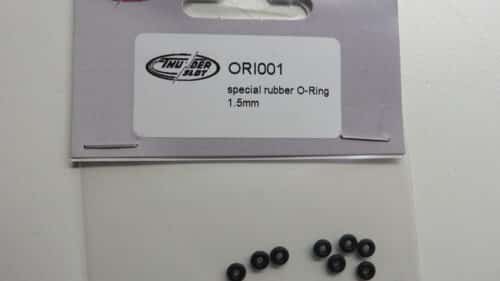 THUNDER
SLOT
ORI001
special rubber O-Ring
1.5mm